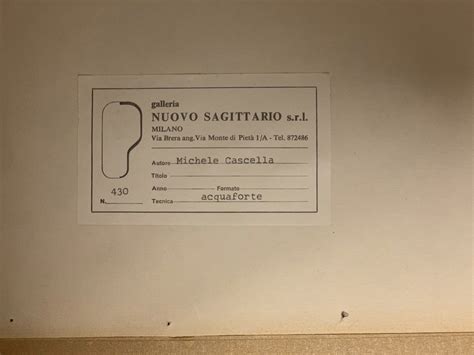 galleria
NUOVO SAGITTARIO s.r.l.
MILANO
Via Brera ang. Via Monte di Pietà 1/A - Tel. 872486
Autore Michele Cascella
Titolo
Anno Formato
Tecnica acquaforte
N. 430